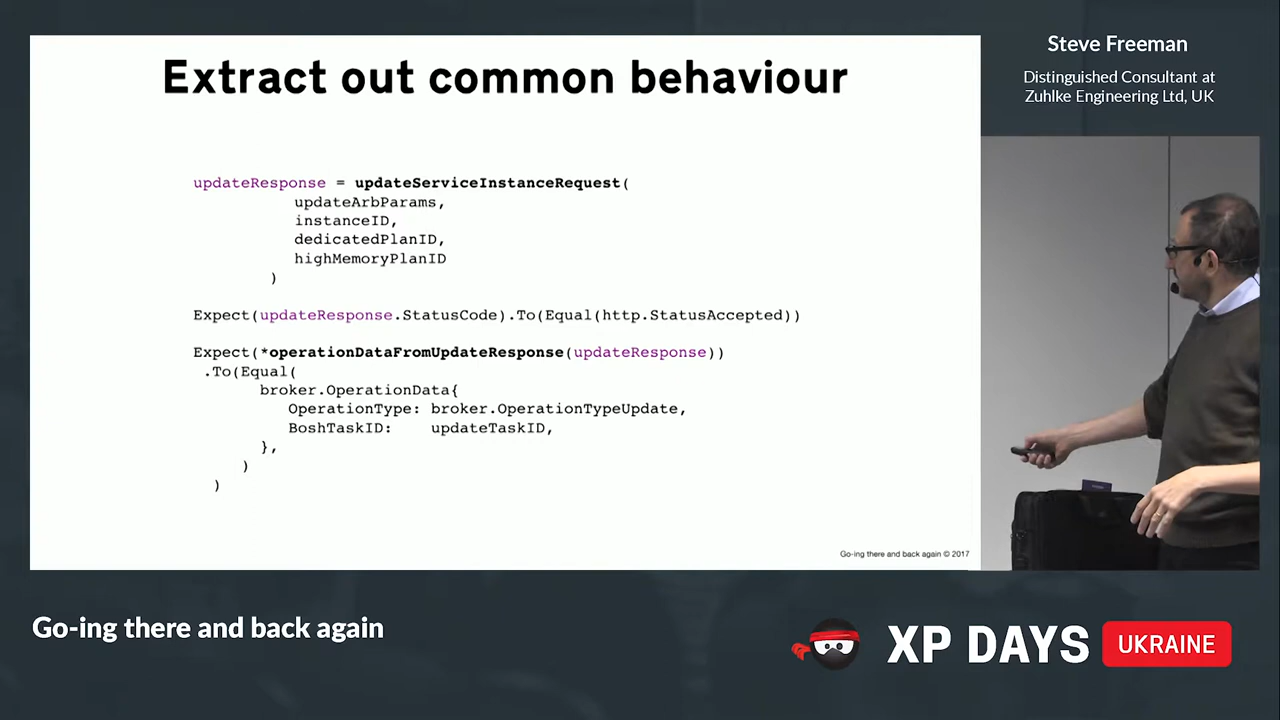 Extract out common behaviour
updateResponse = updateServiceInstanceRequest(
updateArbParams,
instanceID,
dedicatedPlanID,
highMemoryPlanID
)
Expect(updateResponse.StatusCode).To(Equal(http.StatusAccepted))
Expect(*operationDataFromUpdateResponse(updateResponse))
.To(Equal(
broker.OperationData{
OperationType: broker.OperationTypeUpdate,
BoshTaskID: updateTaskID,
},
)
)
Go-ing there and back again © 2017
Steve Freeman
Distinguished Consultant at
Zuhlke Engineering Ltd, UK
Go-ing there and back again
XP DAYS UKRAINE